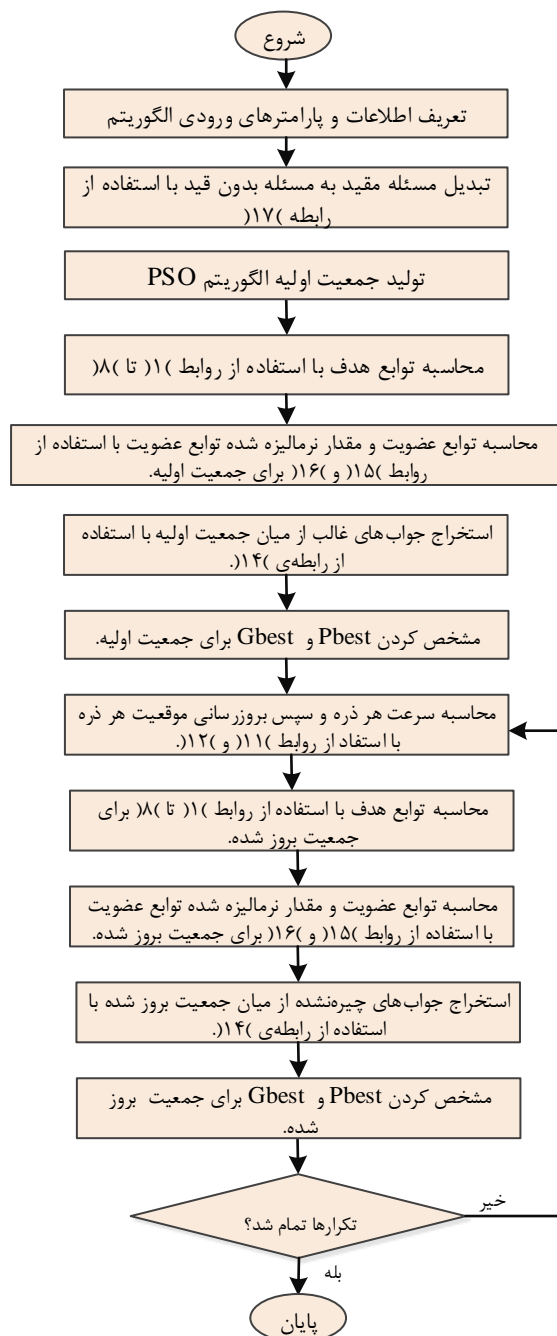 شروع
تعریف اطلاعات و پارامترهای ورودی الگوریتم
تبدیل مسئله مقید به مسئله بدون قید با استفاده از
رابطه )۱۷(
تولید جمعیت اولیه الگوریتم PSO
محاسبه توابع هدف با استفاده از روابط )۱( تا )۸(
محاسبه توابع عضویت و مقدار نرمالیزه شده توابع عضویت با استفاده از
روابط )۱۵( و )۱۶( برای جمعیت اولیه.
استخراج جواب‌های غالب از میان جمعیت اولیه با استفاده
از رابطه‌ی )۱۴(.
مشخص کردن Pbest و Gbest برای جمعیت اولیه.
محاسبه سرعت هر ذره و سپس بروزرسانی موقعیت هر ذره
با استفاد از روابط )۱۱( و )۱۲(.
محاسبه توابع هدف با استفاده از روابط )۱( تا )۸( برای
جمعیت بروز شده.
محاسبه توابع عضویت و مقدار نرمالیزه شده توابع عضویت
با استفاده از روابط )۱۵( و )۱۶( برای جمعیت بروز شده.
استخراج جواب‌های چیره‌نشده از میان جمعیت بروز شده با
استفاده از رابطه‌ی )۱۴(.
مشخص کردن Pbest و Gbest برای جمعیت بروز
شده.
تکرارها تمام شد؟
خیر
بله
پایان